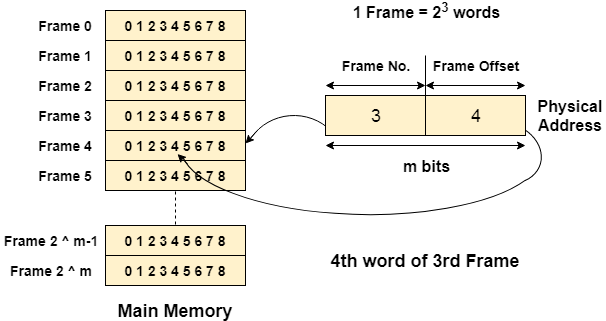 1 Frame = 2^3 words
Frame 0 0 1 2 3 4 5 6 7 8
Frame 1 0 1 2 3 4 5 6 7 8
Frame 2 0 1 2 3 4 5 6 7 8
Frame 3 0 1 2 3 4 5 6 7 8
Frame 4 0 1 2 3 4 5 6 7 8
Frame 5 0 1 2 3 4 5 6 7 8
Frame 2 ^ m-1 0 1 2 3 4 5 6 7 8
Frame 2 ^ m 0 1 2 3 4 5 6 7 8
Main Memory
Frame No. Frame Offset
3 4
Physical
Address
m bits
4th word of 3rd Frame